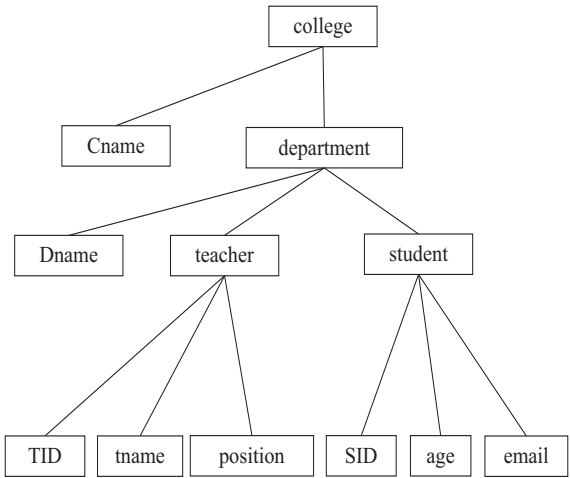 college
Cname
department
Dname
teacher
student
TID
tname
position
SID
age
email